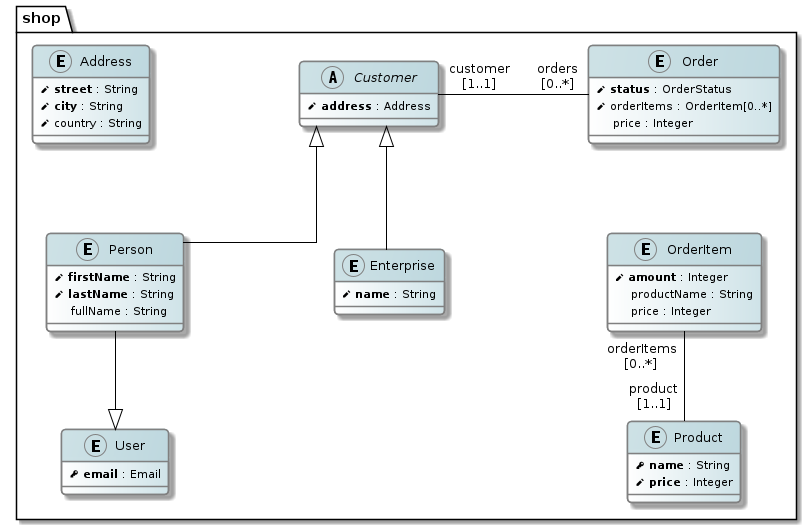 shop
E Address
street : String
city : String
country : String
A Customer
address : Address
customer
[1..1]
orders
[0..*]
E Order
status : OrderStatus
orderItems : OrderItem[0..*]
price : Integer
E Person
firstName : String
lastName : String
fullName : String
E Enterprise
name : String
E OrderItem
amount : Integer
productName : String
price : Integer
orderItems
[0..*]
product
[1..1]
E User
email : Email
E Product
name : String
price : Integer